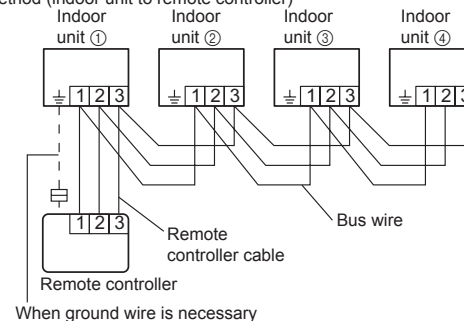 ethod (indoor unit to remote controller)
Indoor unit ①
Indoor unit ②
Indoor unit ③
Indoor unit ④
1 2 3
1 2 3
1 2 3
1 2 3
1 2 3
Bus wire
Remote
controller cable
Remote controller
When ground wire is necessary